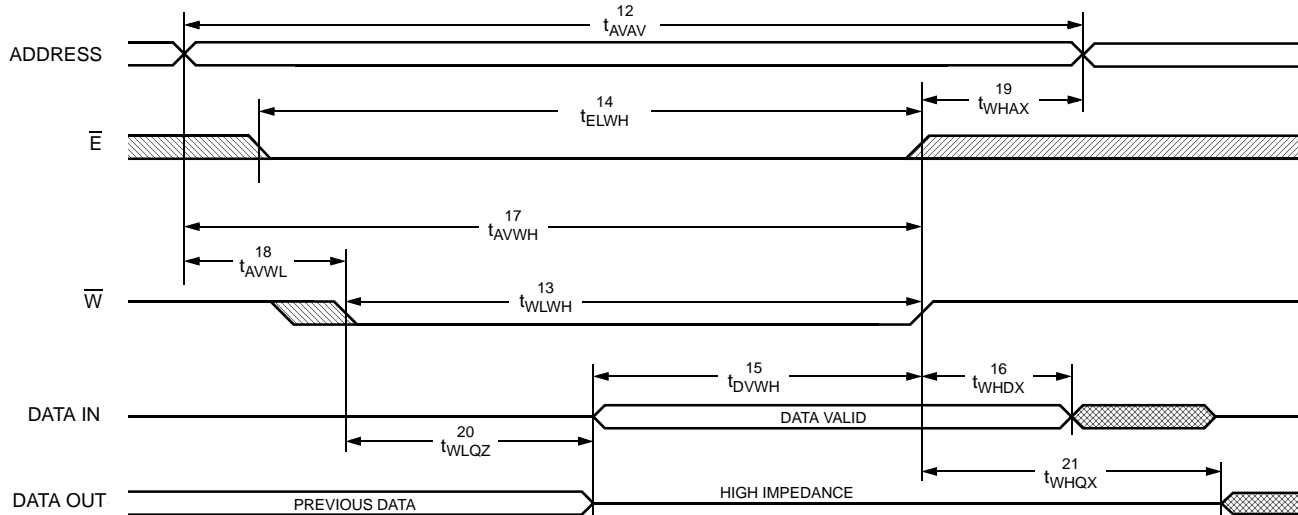 12
tAVAV
ADDRESS
14
tELWH
19
tWHAX
E
17
tAVWH
18
tAVWL
W
13
tWLWH
15
tDVWH
16
tWHDX
DATA IN
DATA VALID
20
tWLQZ
21
tWHQX
DATA OUT
PREVIOUS DATA
HIGH IMPEDANCE